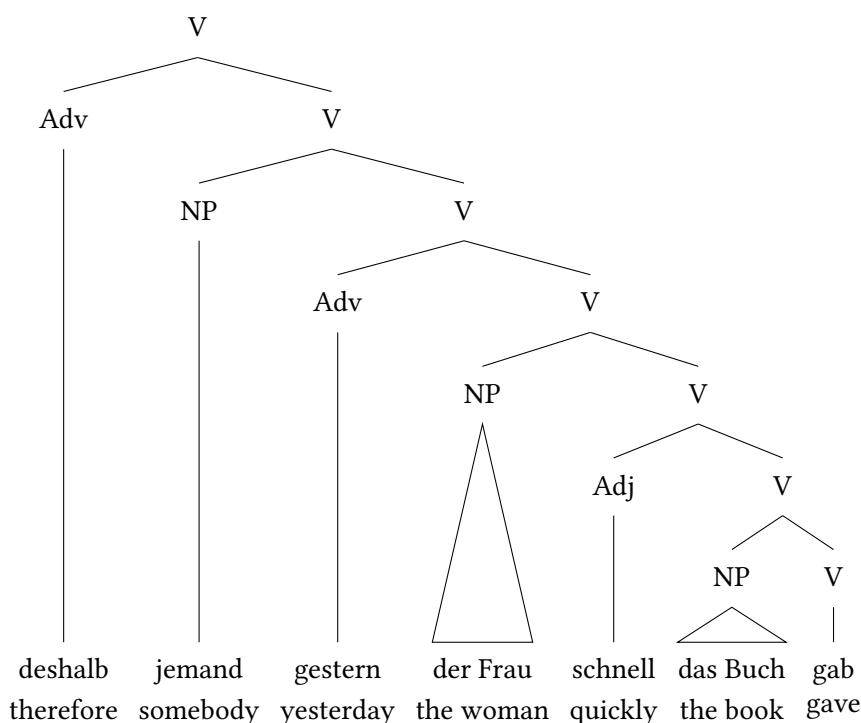 V
Adv V
NP V
Adv V
NP V
Adj V
NP V
deshalb jemand gestern der Frau schnell das Buch gab
therefore somebody yesterday the woman quickly the book gave